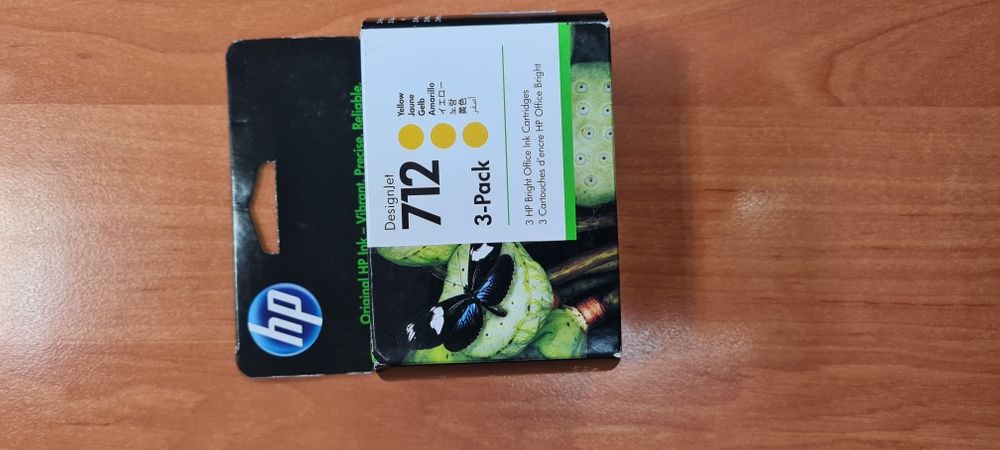 hp
Original HP Ink – Vibrant. Precise. Reliable.
DesignJet
712
3-Pack
Yellow
Jaune
Gelb
Amarillo
イエロー
노랑
黄色
أصفر
3 HP Bright Office Ink Cartridges
3 Cartouches d'encre HP Office Bright